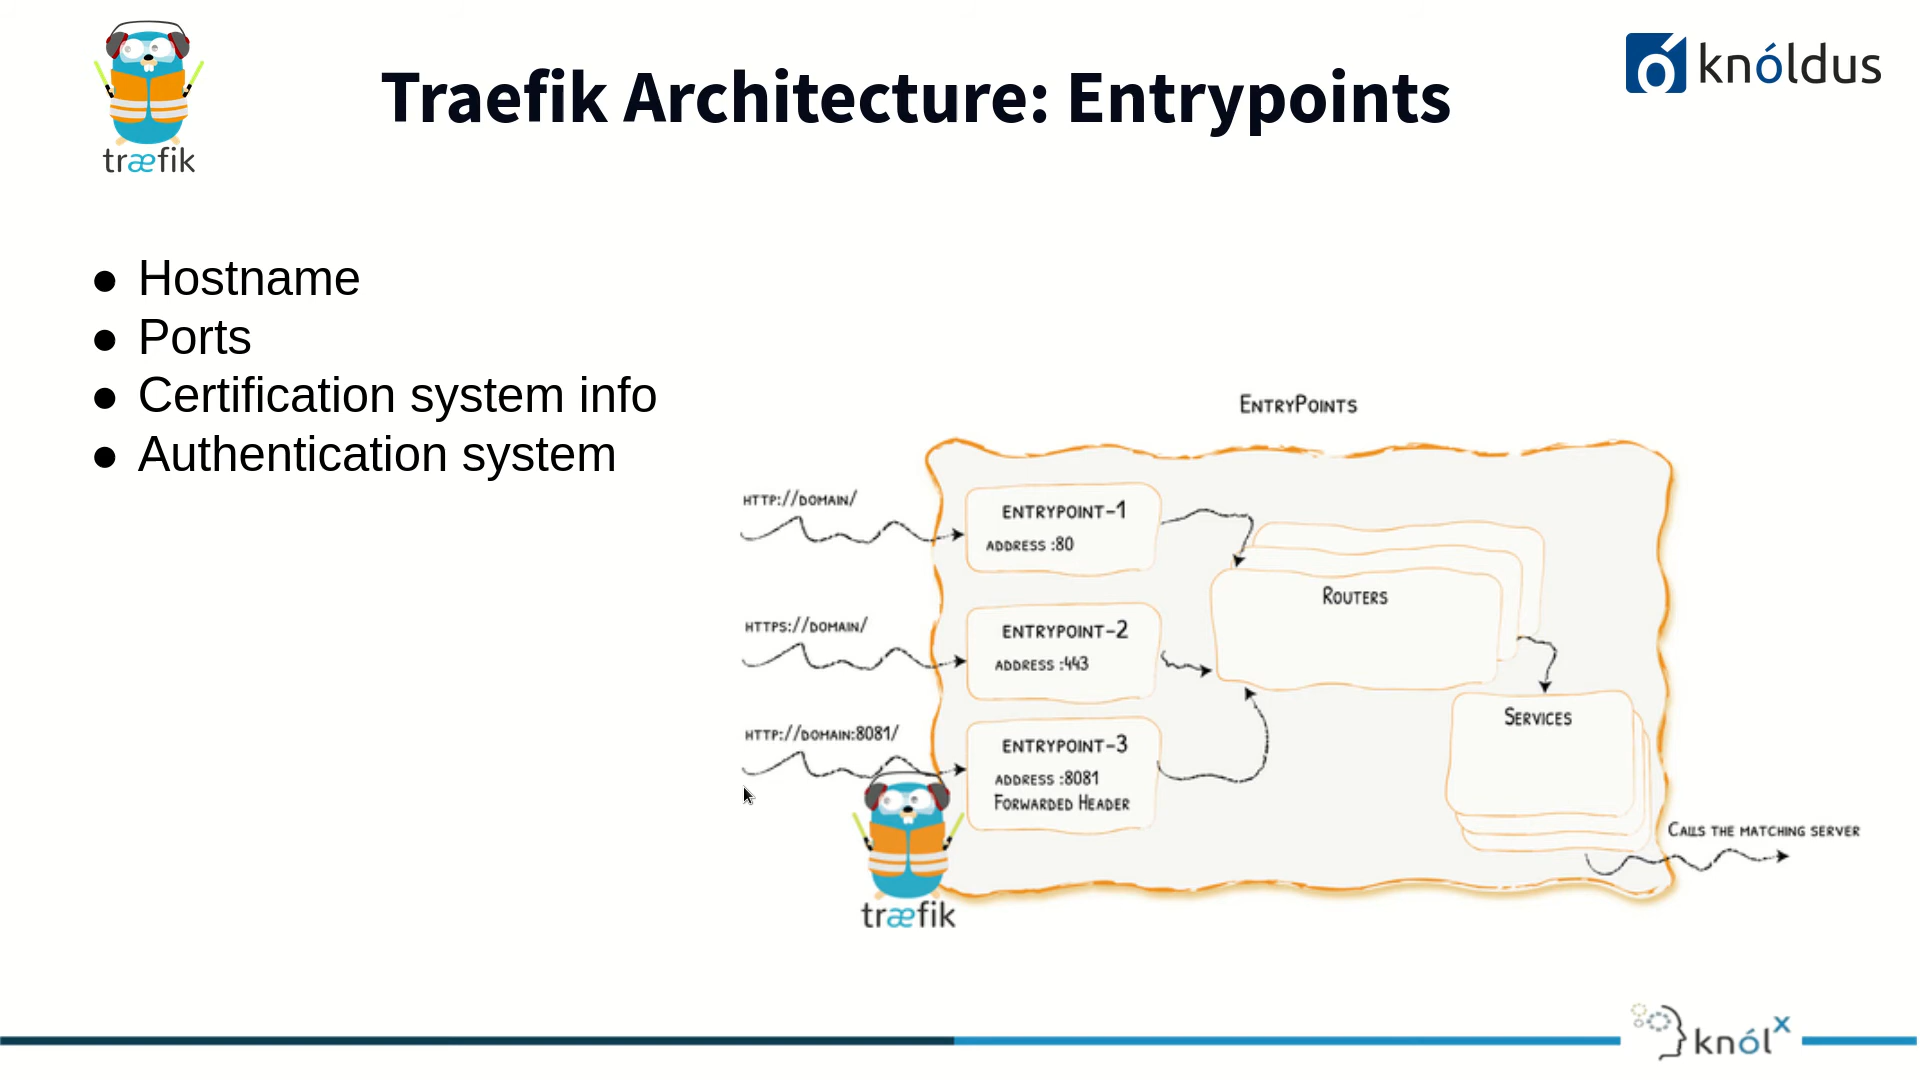 træfik
Traefik Architecture: Entrypoints
knóldus
● Hostname
● Ports
● Certification system info
● Authentication system
EntryPoints
http://domain/
entrypoint-1
address :80
Routers
https://domain/
entrypoint-2
address :443
http://domain:8081/
entrypoint-3
address :8081
Forwarded Header
Services
Calls the matching server
træfik
knólx